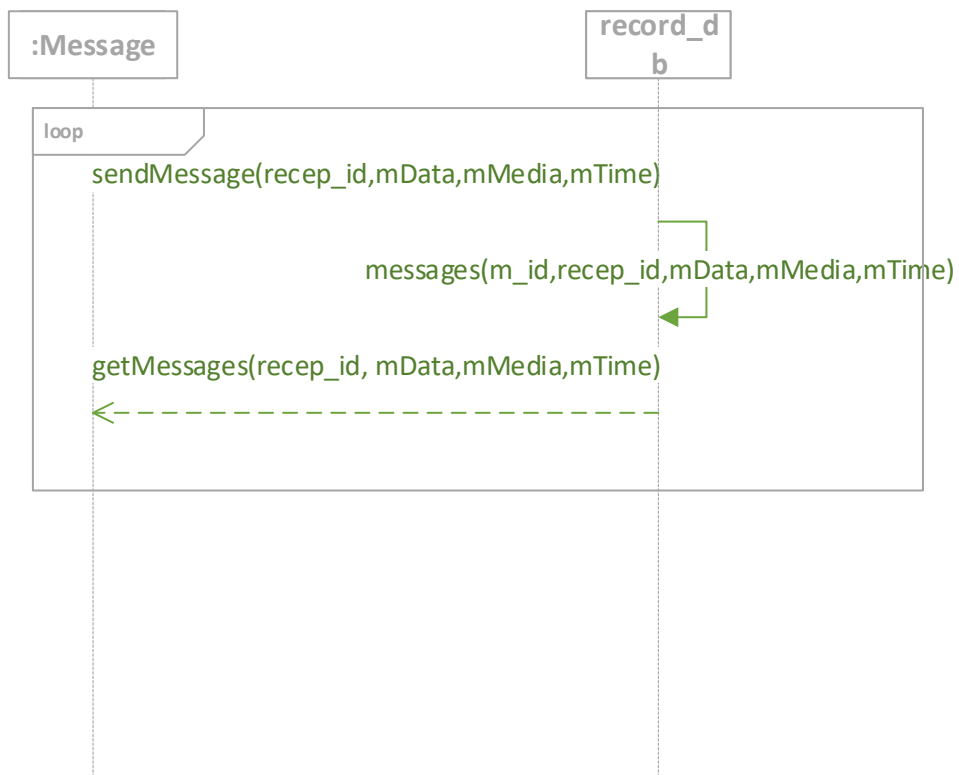 :Message
record_d
b
loop
sendMessage(recep_id,mData,mMedia,mTime)
messages(m_id,recep_id,mData,mMedia,mTime)
getMessages(recep_id, mData,mMedia,mTime)